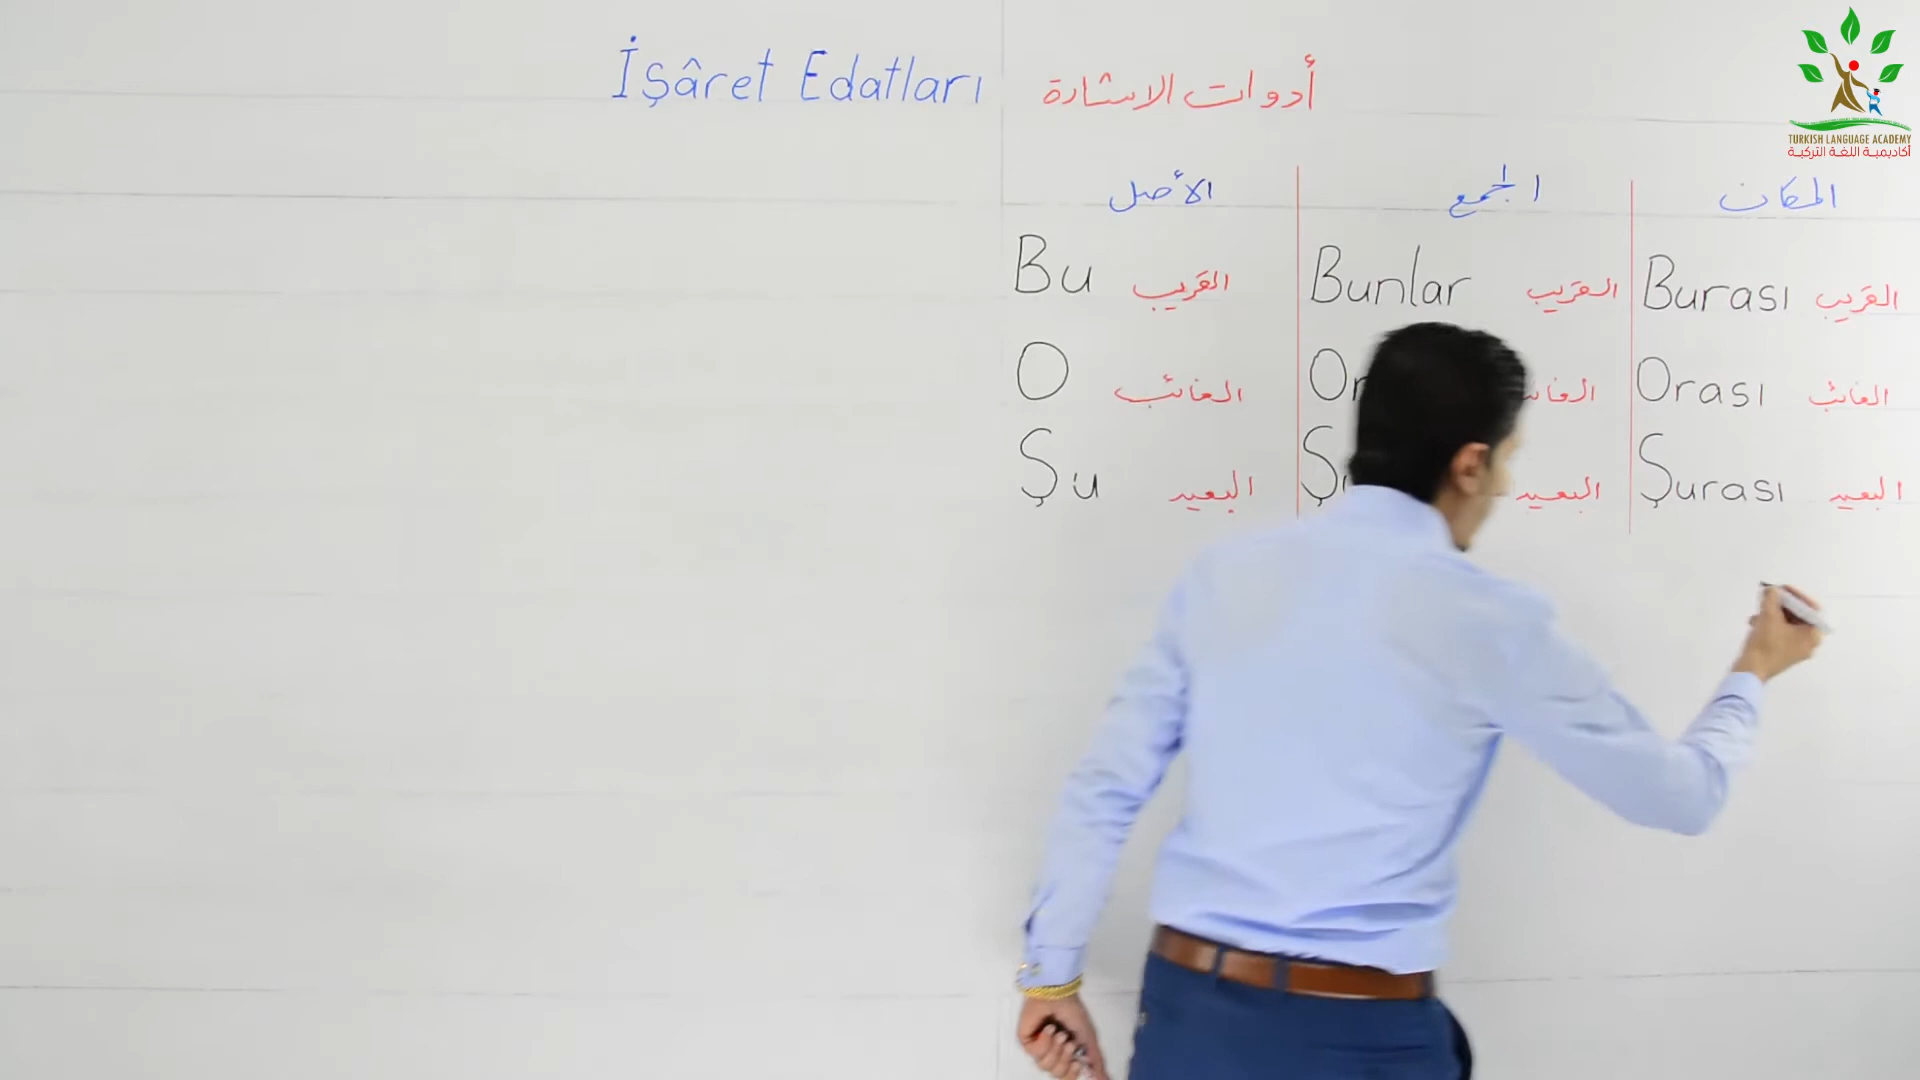 İşâret Edatları أدوات الاشارة
TURKISH LANGUAGE ACADEMY
أكاديمية اللغة التركية
الأصل الجمع المكان
Bu القريب Bunlar القريب Burası القريب
O الغائب Orası الغائب
Şu البعيد البعيد Şurası البعيد